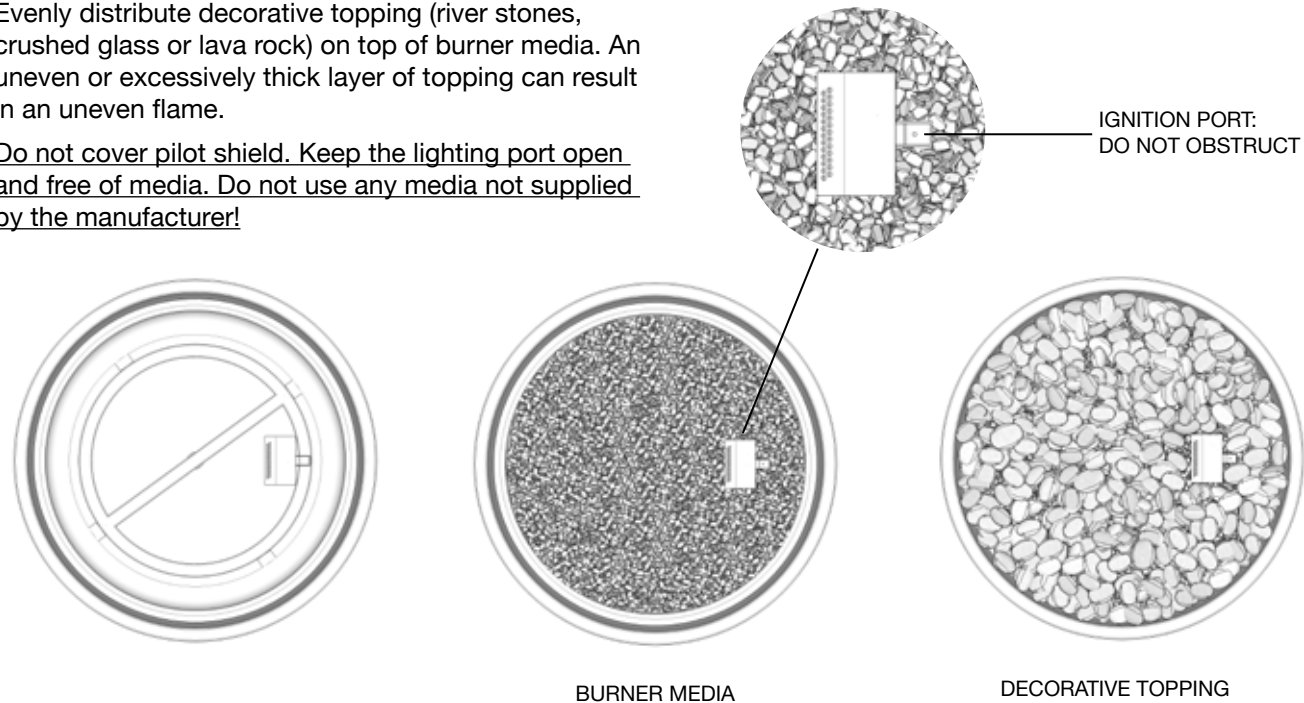 Evenly distribute decorative topping (river stones,
crushed glass or lava rock) on top of burner media. An
uneven or excessively thick layer of topping can result
in an uneven flame.
Do not cover pilot shield. Keep the lighting port open
and free of media. Do not use any media not supplied
by the manufacturer!
IGNITION PORT:
DO NOT OBSTRUCT
BURNER MEDIA
DECORATIVE TOPPING